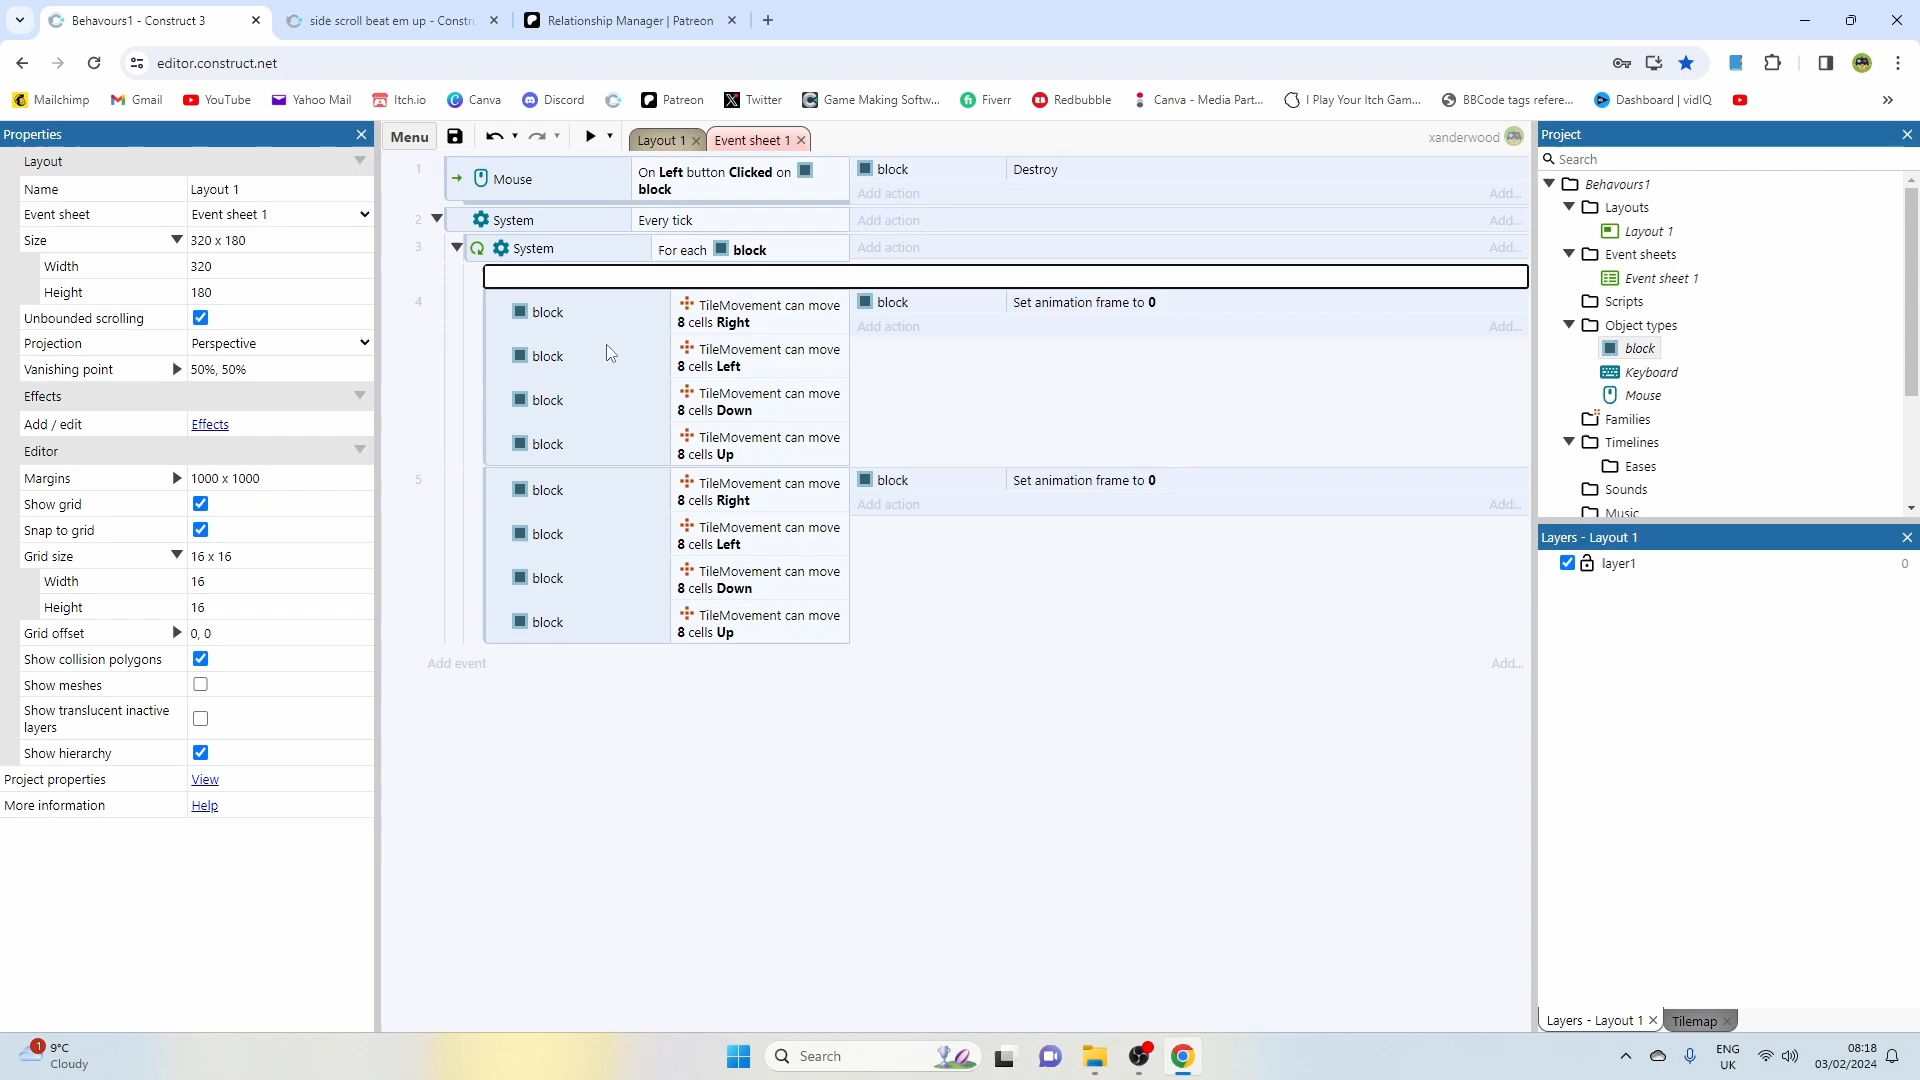 Behavours1 - Construct 3
side scroll beat em up - Constru
Relationship Manager | Patreon
editor.construct.net
Mailchimp
Gmail
YouTube
Yahoo Mail
Itch.io
Canva
Discord
Patreon
Twitter
Game Making Softw...
Fiverr
Redbubble
Canva - Media Part...
I Play Your Itch Gam...
BBCode tags refere...
Dashboard | vidIQ
Properties
Menu
Layout 1
Event sheet 1
xanderwood
Project
Layout
Name
Layout 1
Event sheet
Event sheet 1
Size
320 x 180
Width
320
Height
180
Unbounded scrolling
Projection
Perspective
Vanishing point
50%, 50%
Effects
Add / edit
Effects
Editor
Margins
1000 x 1000
Show grid
Snap to grid
Grid size
16 x 16
Width
16
Height
16
Grid offset
0, 0
Show collision polygons
Show meshes
Show translucent inactive
layers
Show hierarchy
Project properties
View
More information
Help
1
Mouse
On Left button Clicked on
block
block
Destroy
Add action
Add...
2
System
Every tick
Add action
Add...
3
System
For each block
Add action
Add...
4
block
TileMovement can move
8 cells Right
block
Set animation frame to 0
Add action
Add...
block
TileMovement can move
8 cells Left
block
TileMovement can move
8 cells Down
block
TileMovement can move
8 cells Up
5
block
TileMovement can move
8 cells Right
block
Set animation frame to 0
Add action
Add...
block
TileMovement can move
8 cells Left
block
TileMovement can move
8 cells Down
block
TileMovement can move
8 cells Up
Add event
Add...
Search
Behavours1
Layouts
Layout 1
Event sheets
Event sheet 1
Scripts
Object types
block
Keyboard
Mouse
Families
Timelines
Eases
Sounds
Music
Layers - Layout 1
layer1
0
Layers - Layout 1
Tilemap
1
9°C
Cloudy
Search
ENG
UK
08:18
03/02/2024